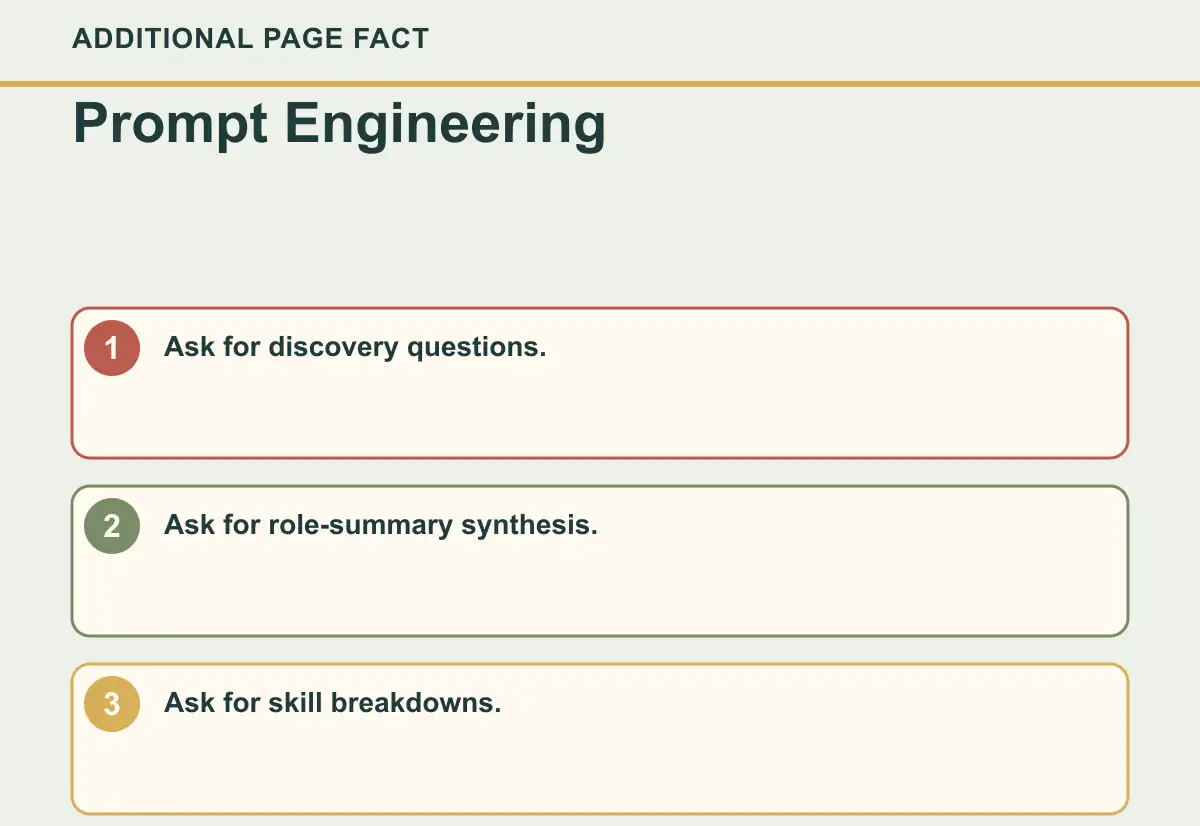 ADDITIONAL PAGE FACT
Prompt Engineering
1 Ask for discovery questions.
2 Ask for role-summary synthesis.
3 Ask for skill breakdowns.